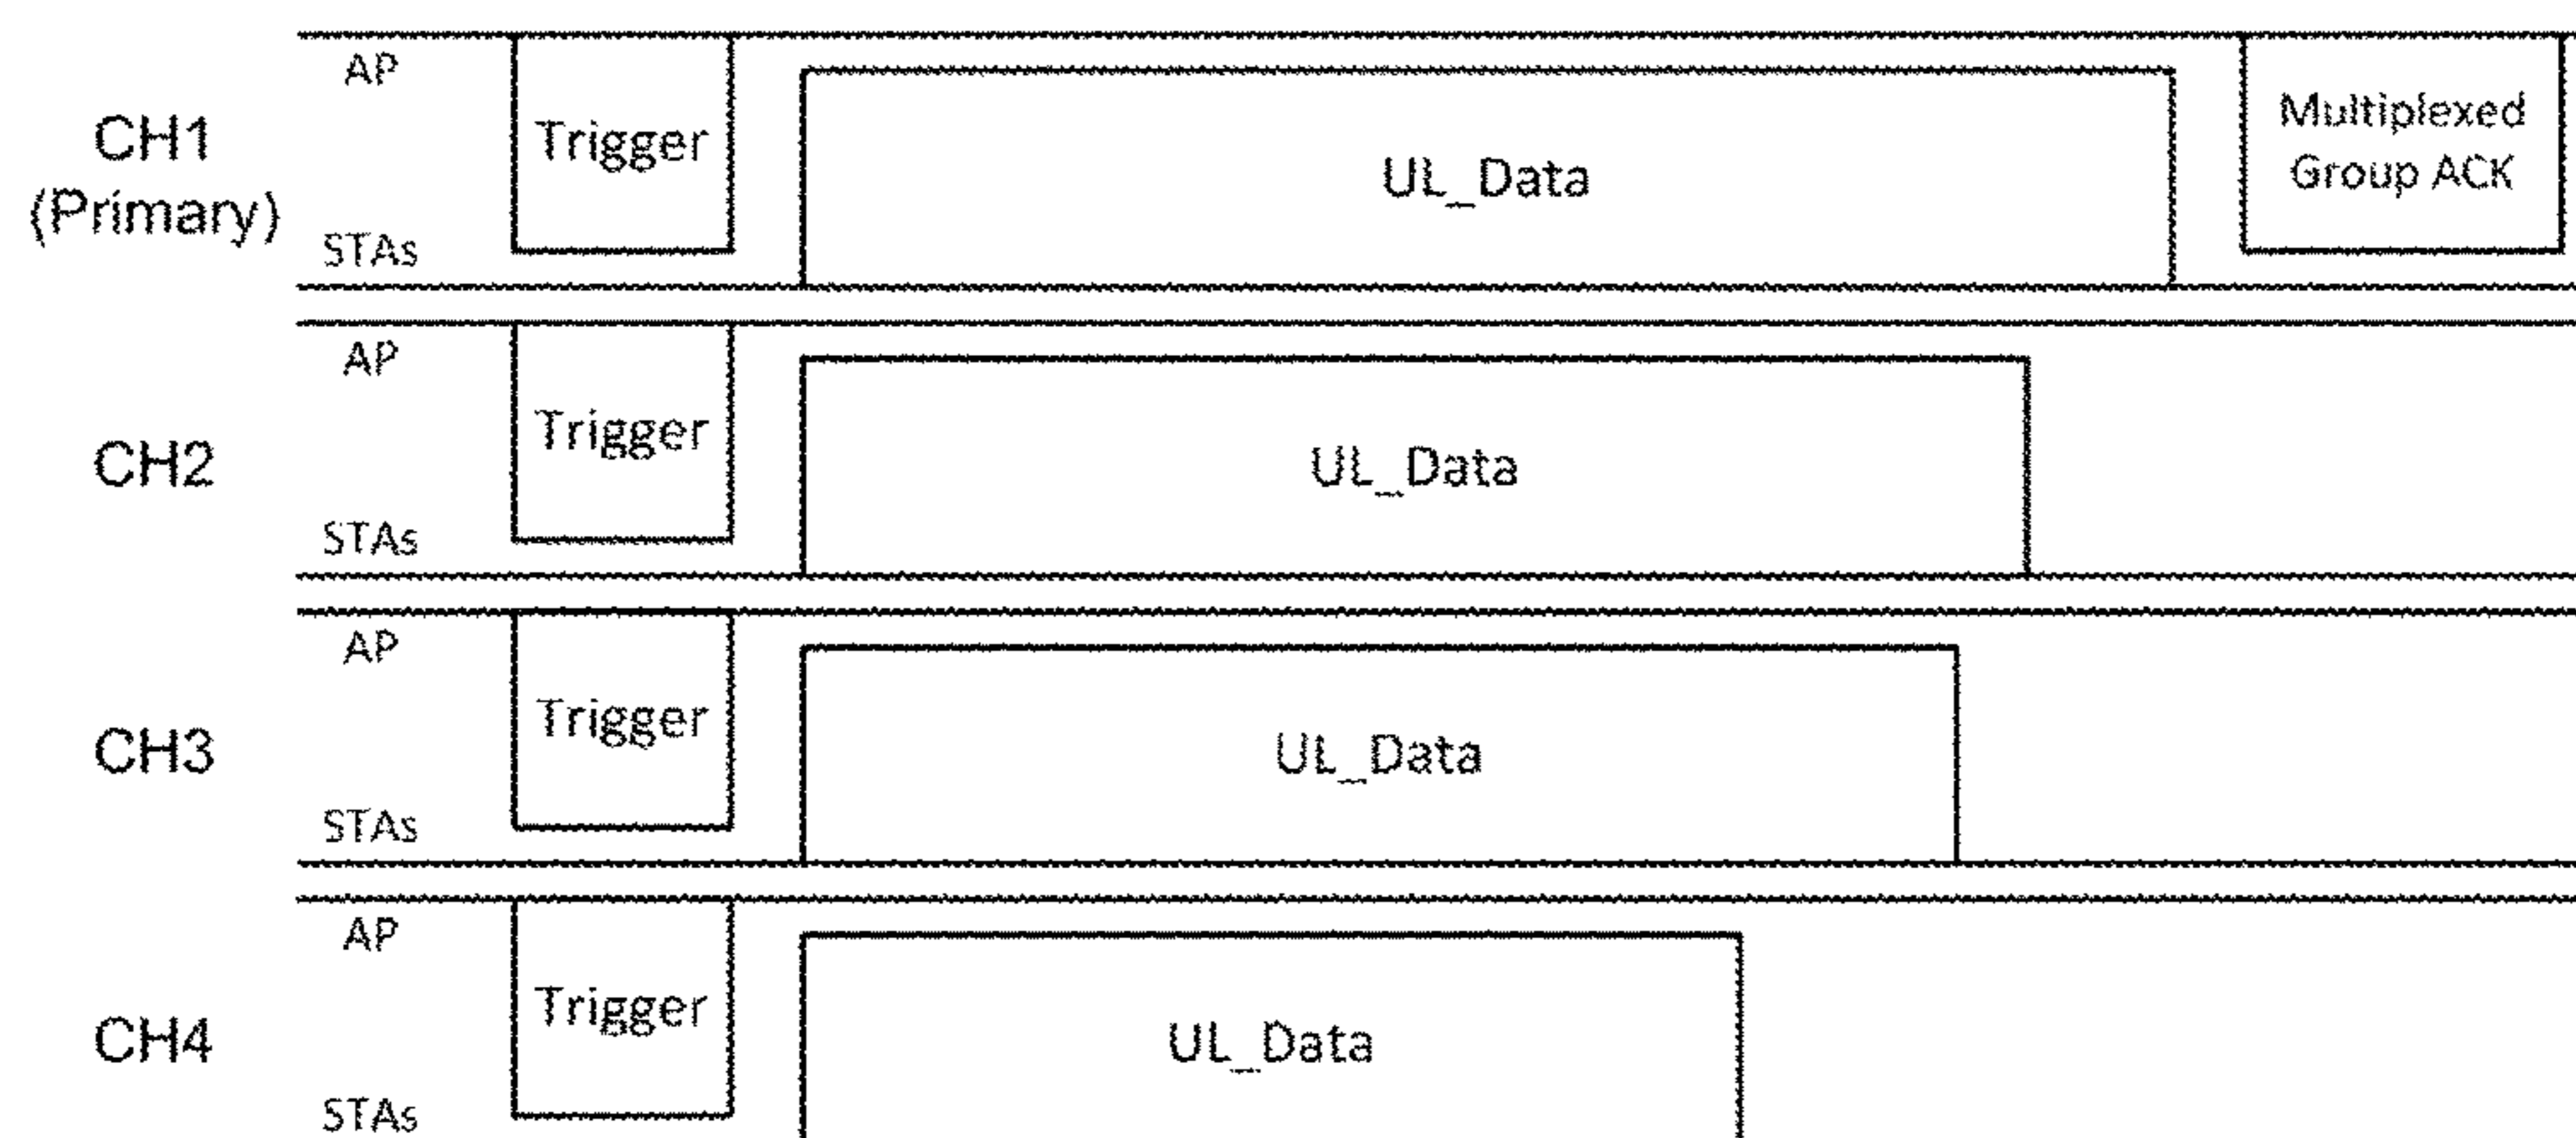 CH1
(Primary)
AP
STAs
Trigger
UL_Data
Multiplexed
Group ACK
CH2
AP
STAs
Trigger
UL_Data
CH3
AP
STAs
Trigger
UL_Data
CH4
AP
STAs
Trigger
UL_Data